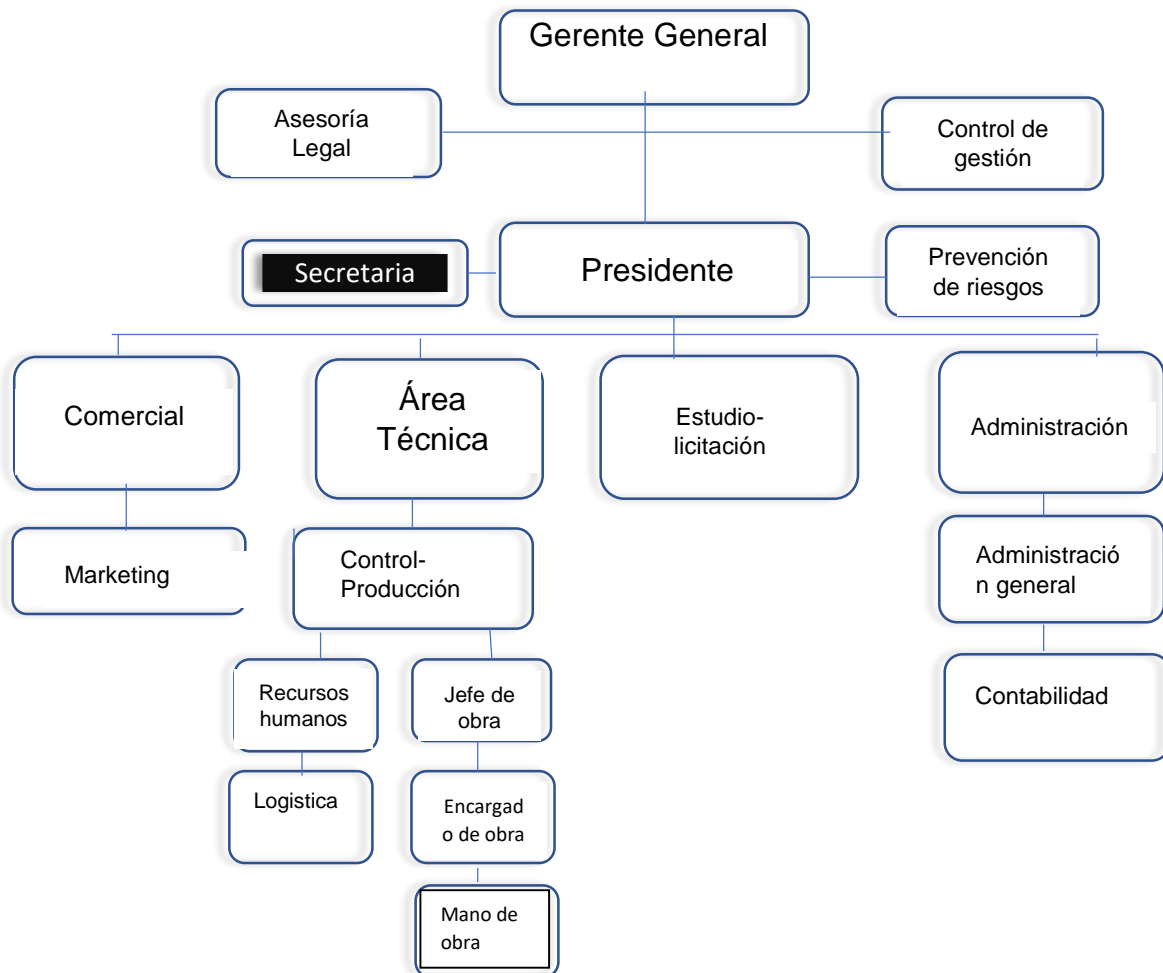 Gerente General
Asesoría
Legal
Control de
gestión
Secretaria
Presidente
Prevención
de riesgos
Comercial
Área
Técnica
Estudio-
licitación
Administración
Marketing
Control-
Producción
Administració
n general
Recursos
humanos
Jefe de
obra
Contabilidad
Logistica
Encargad
o de obra
Mano de
obra